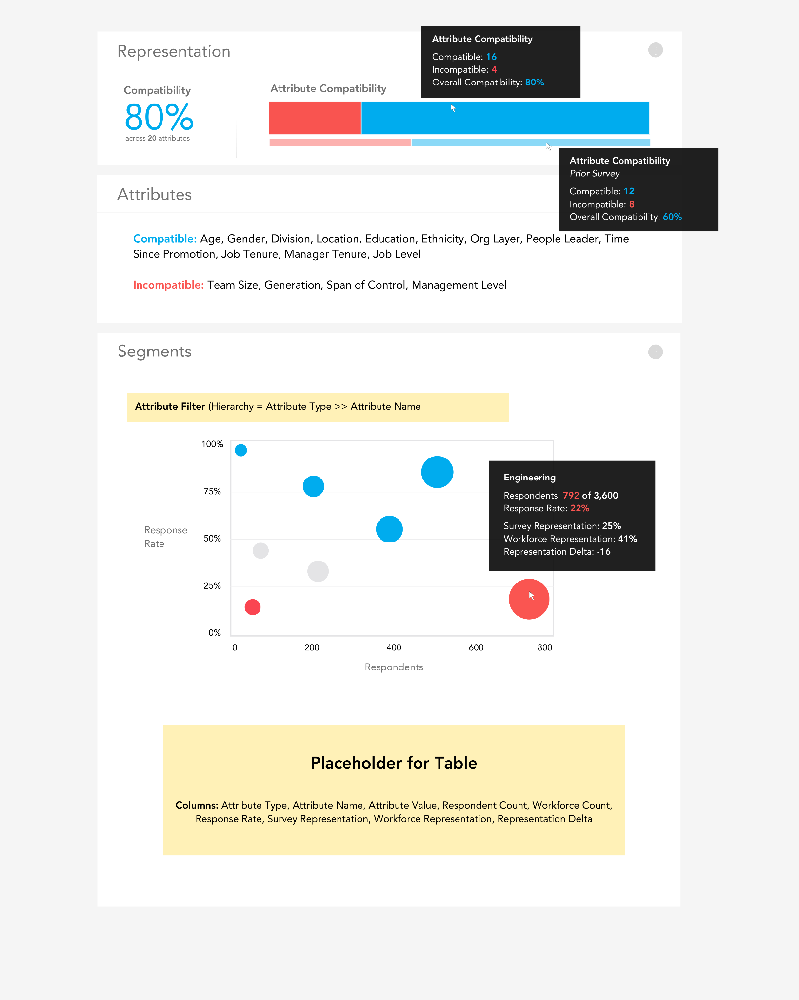 Representation
Compatibility
80%
across 20 attributes
Attribute Compatibility
Attribute Compatibility
Compatible: 16
Incompatible: 4
Overall Compatibility: 80%
Attribute Compatibility
Prior Survey
Compatible: 12
Incompatible: 8
Overall Compatibility: 60%
Attributes
Compatible: Age, Gender, Division, Location, Education, Ethnicity, Org Layer, People Leader, Time
Since Promotion, Job Tenure, Manager Tenure, Job Level
Incompatible: Team Size, Generation, Span of Control, Management Level
Segments
Attribute Filter (Hierarchy = Attribute Type >> Attribute Name
100%
75%
50%
25%
0%
Response
Rate
Engineering
Respondents: 792 of 3,600
Response Rate: 22%
Survey Representation: 25%
Workforce Representation: 41%
Representation Delta: -16
0 200 400 600 800
Respondents
Placeholder for Table
Columns: Attribute Type, Attribute Name, Attribute Value, Respondent Count, Workforce Count,
Response Rate, Survey Representation, Workforce Representation, Representation Delta